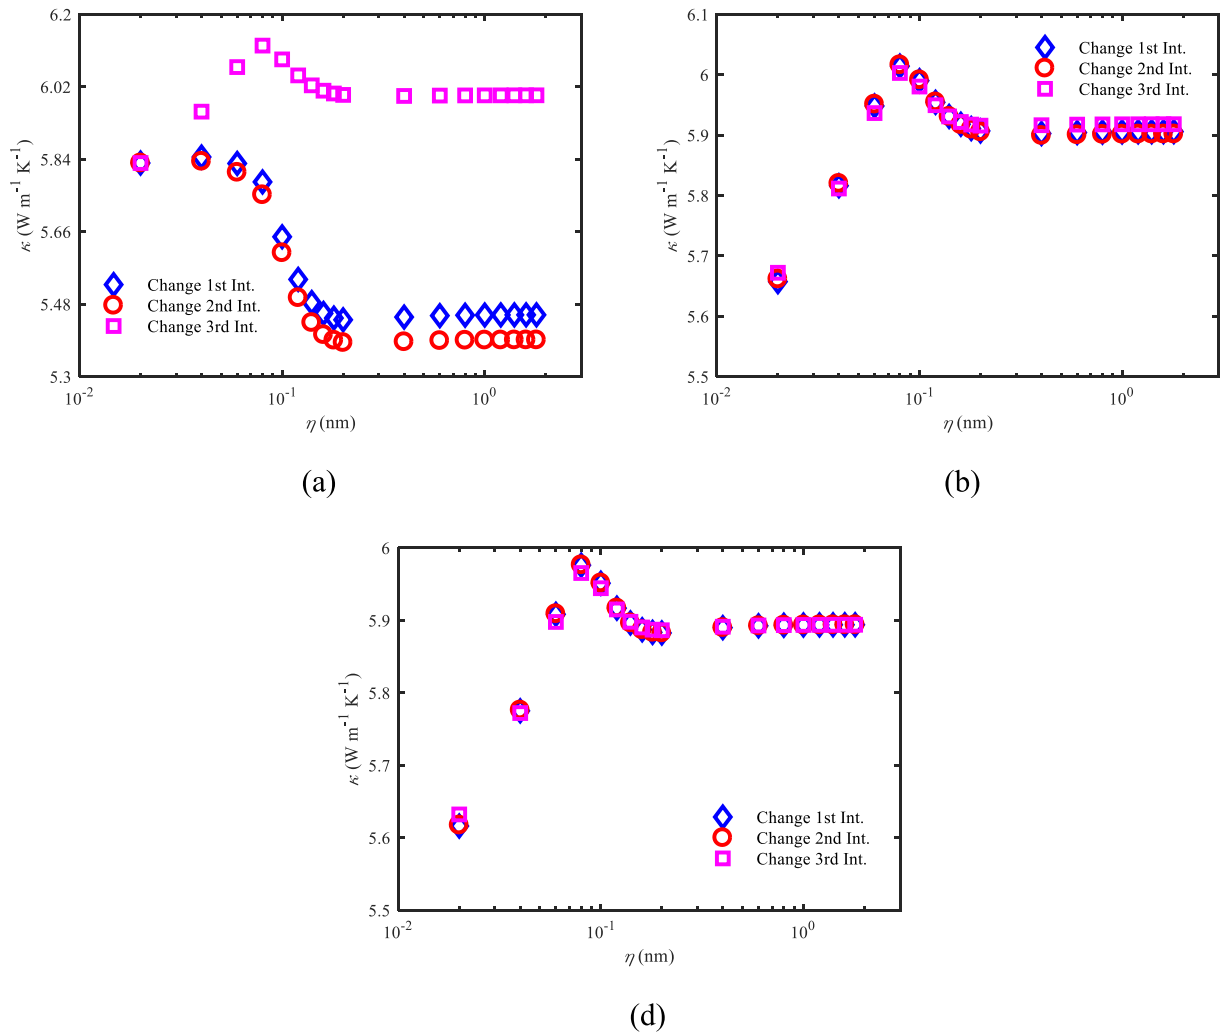 6.2
6.02
5.84
5.66
5.48
5.3
κ (W m⁻¹ K⁻¹)
Change 1st Int.
Change 2nd Int.
Change 3rd Int.
10⁻² 10⁻¹ 10⁰
η (nm)
(a)
6.1
6
5.9
5.8
5.7
5.6
5.5
κ (W m⁻¹ K⁻¹)
Change 1st Int.
Change 2nd Int.
Change 3rd Int.
10⁻² 10⁻¹ 10⁰
η (nm)
(b)
6
5.9
5.8
5.7
5.6
5.5
κ (W m⁻¹ K⁻¹)
Change 1st Int.
Change 2nd Int.
Change 3rd Int.
10⁻² 10⁻¹ 10⁰
η (nm)
(d)